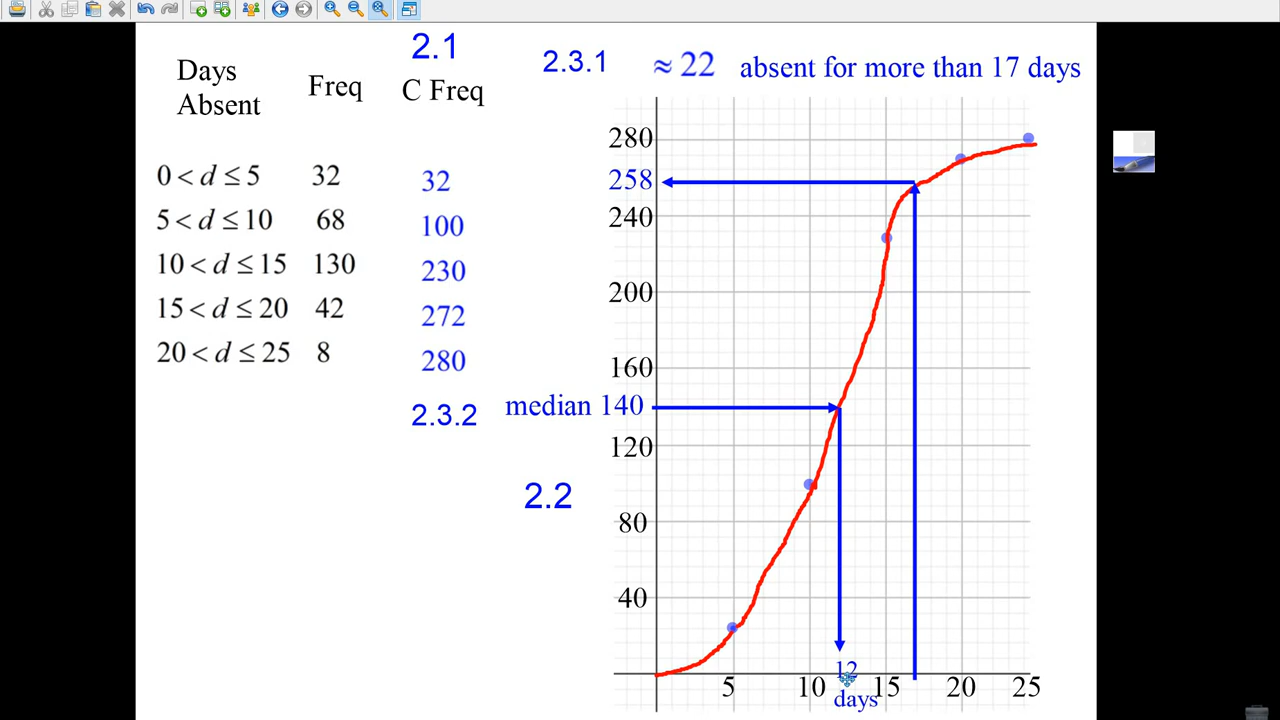 2.1
2.3.1 ≈ 22 absent for more than 17 days
Days Absent Freq C Freq
0 < d ≤ 5 32 32
5 < d ≤ 10 68 100
10 < d ≤ 15 130 230
15 < d ≤ 20 42 272
20 < d ≤ 25 8 280
2.3.2 median 140
2.2
280
258
240
200
160
120
80
40
12
days
5 10 15 20 25